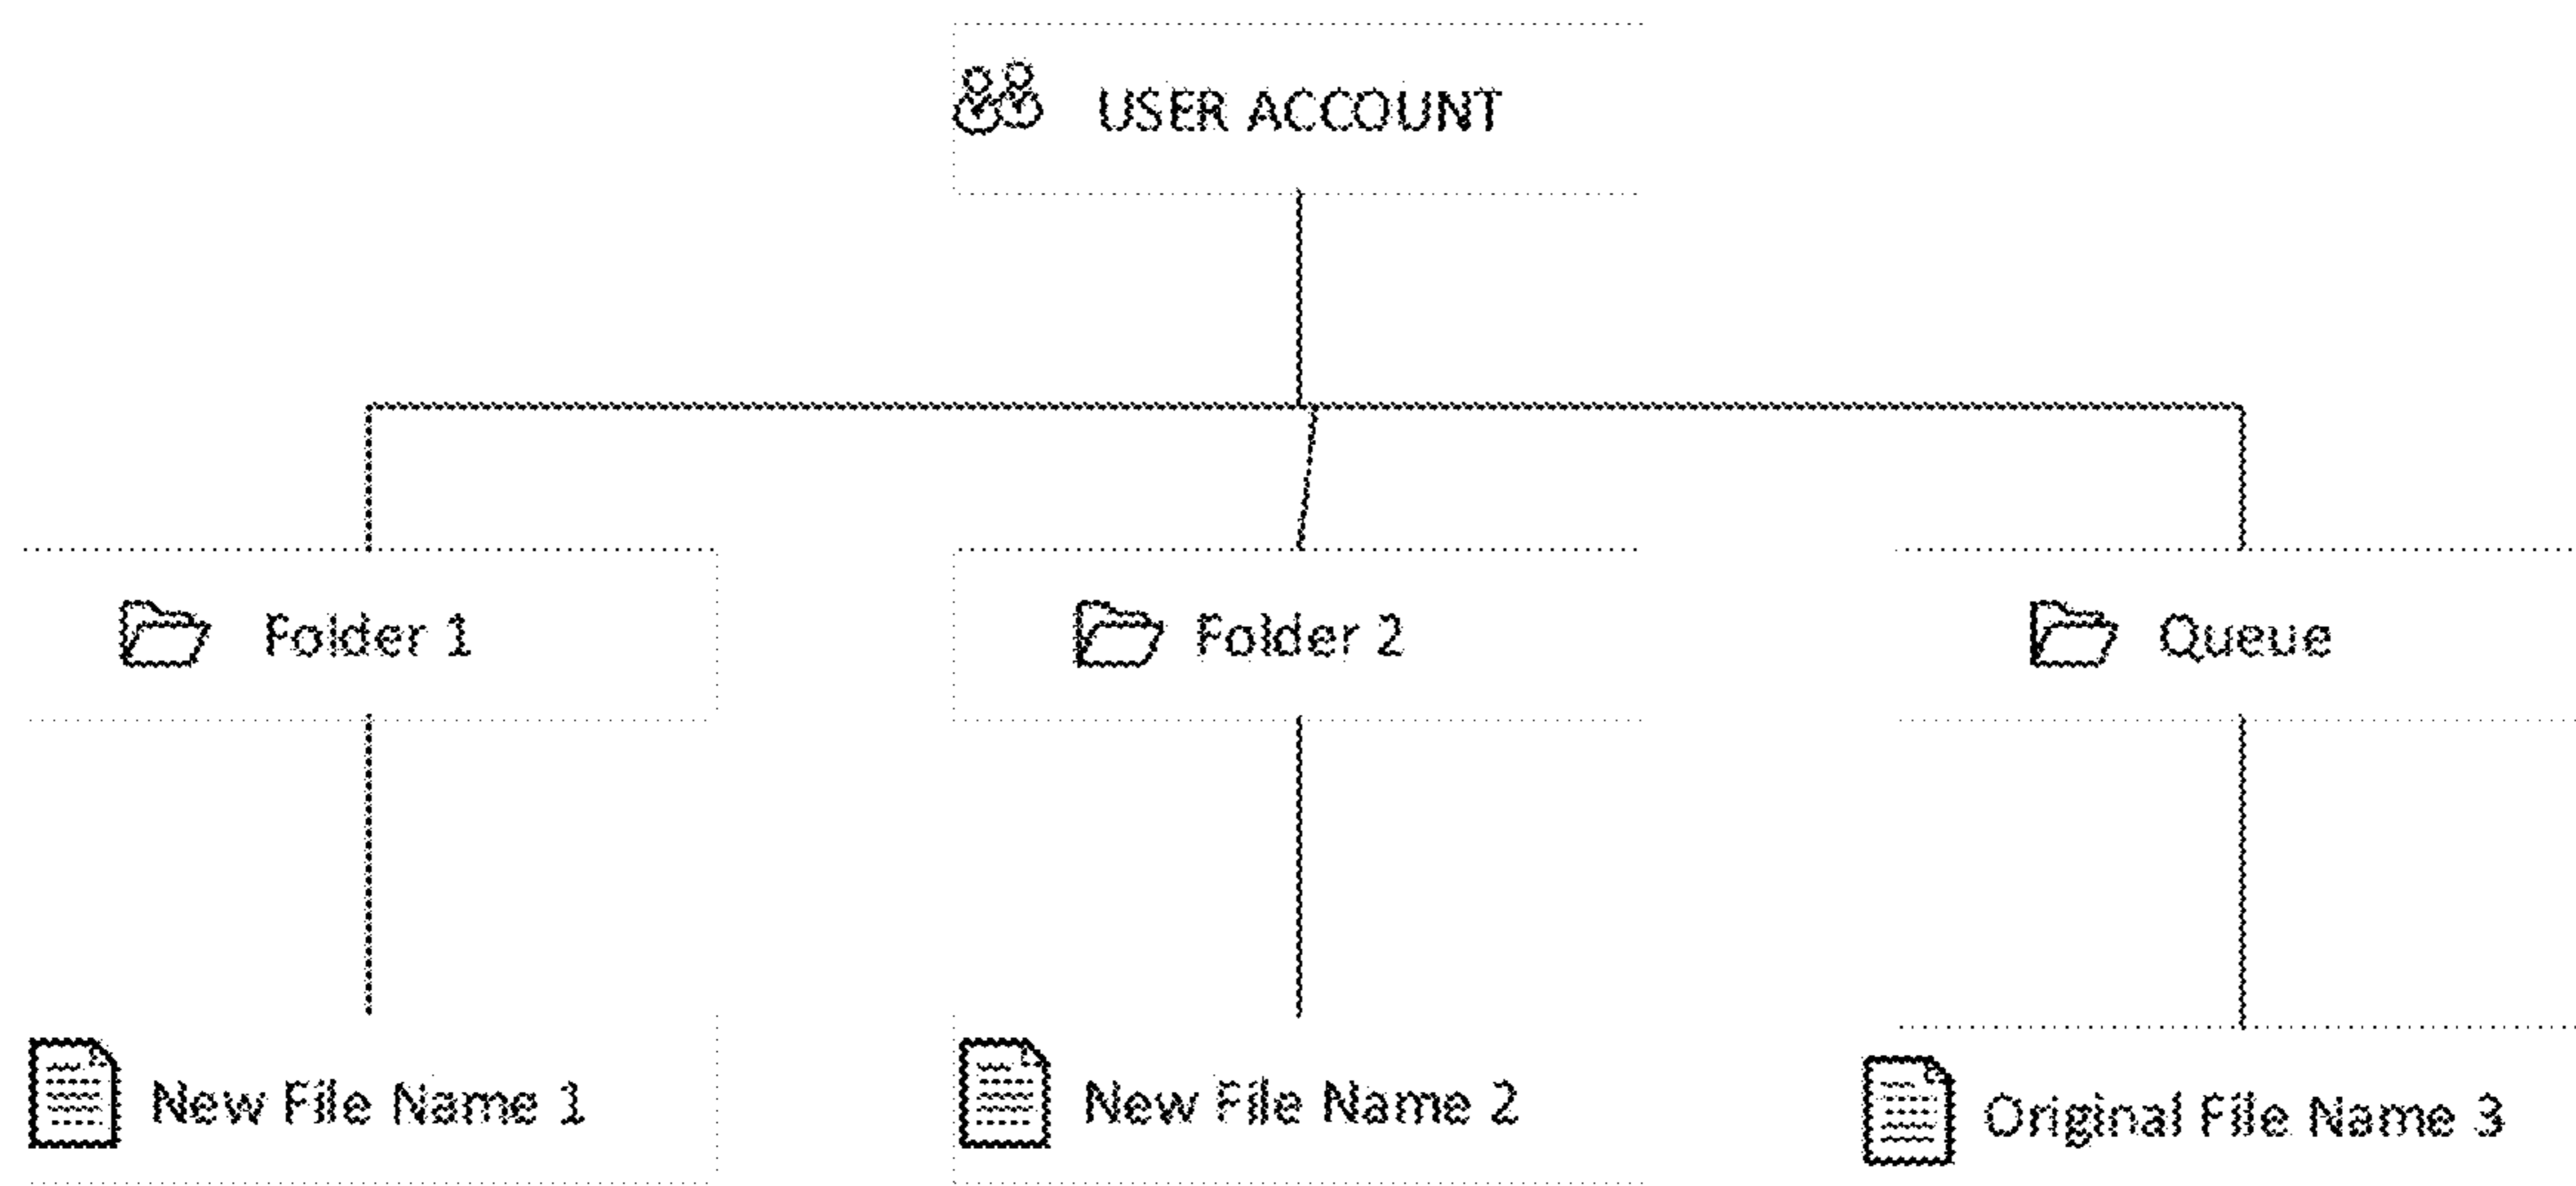 USER ACCOUNT
Folder 1
Folder 2
Queue
New File Name 1
New File Name 2
Original File Name 3